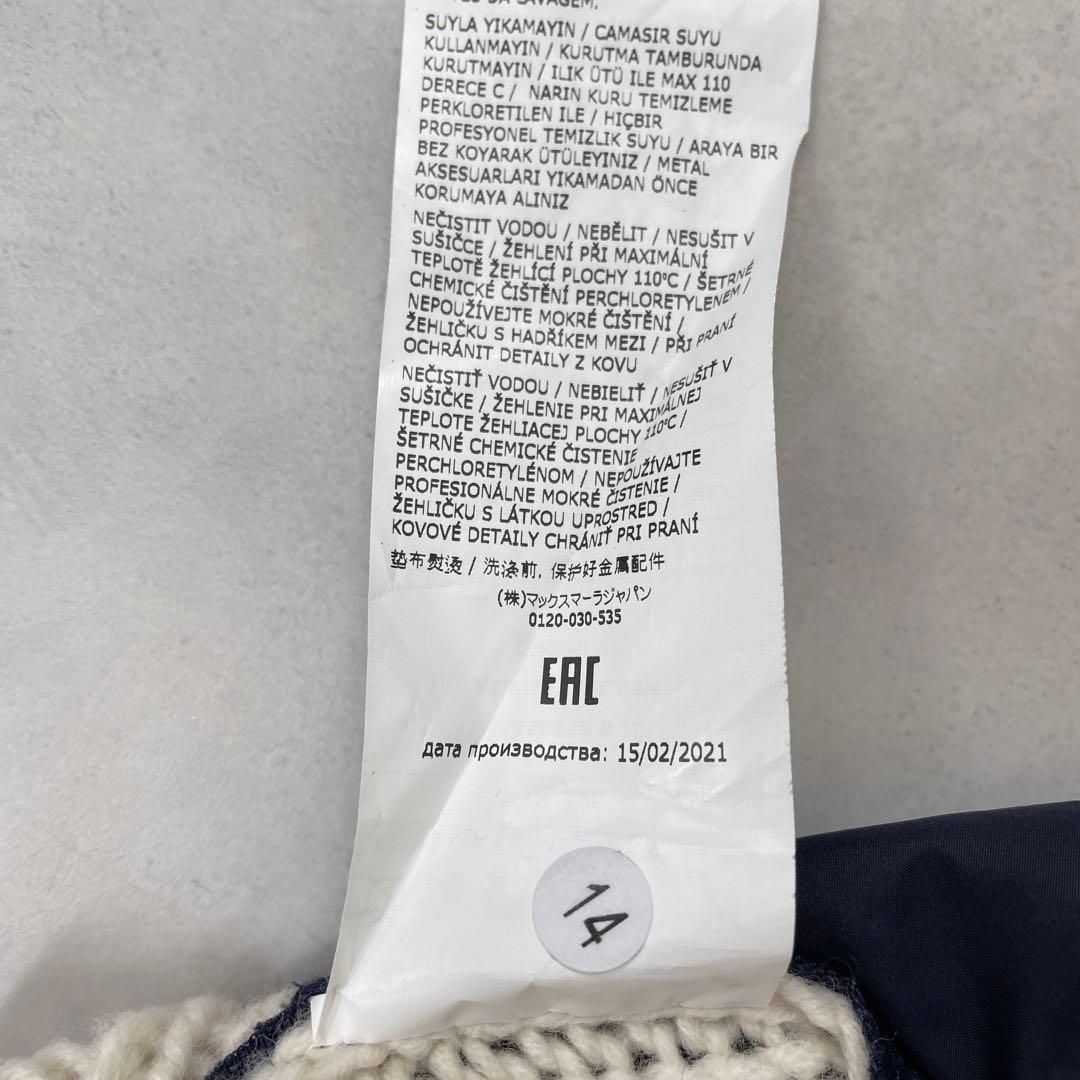 DA LAVAGEM.
SUYLA YIKAMAYIN / CAMASIR SUYU
KULLANMAYIN / KURUTMA TAMBURUNDA
KURUTMAYIN / ILIK ÜTÜ ILE MAX 110
DERECE C / NARIN KURU TEMIZLEME
PERKLORETILEN ILE / HIÇBIR
PROFESYONEL TEMIZLIK SUYU / ARAYA BIR
BEZ KOYARAK ÜTÜLEYINIZ / METAL
AKSESUARLARI YIKAMADAN ÖNCE
KORUMAYA ALINIZ
NEČISTIT VODOU / NEBĚLIT / NESUŠIT V
SUŠIČCE / ŽEHLENÍ PŘI MAXIMÁLNÍ
TEPLOTĚ ŽEHLÍCÍ PLOCHY 110°C / ŠETRNÉ
CHEMICKÉ ČIŠTĚNÍ PERCHLORETYLENEM /
NEPOUŽÍVEJTE MOKRÉ ČIŠTĚNÍ /
ŽEHLIČKU S HADŘÍKEM MEZI / PŘI PRANÍ
OCHRÁNIT DETAILY Z KOVU
NEČISTIŤ VODOU / NEBIELIŤ / NESUŠIŤ V
SUŠIČKE / ŽEHLENIE PRI MAXIMÁLNEJ
TEPLOTE ŽEHLIACEJ PLOCHY 110°C /
ŠETRNÉ CHEMICKÉ ČISTENIE
PERCHLORETYLÉNOM / NEPOUŽÍVAJTE
PROFESIONÁLNE MOKRÉ ČISTENIE /
ŽEHLIČKU S LÁTKOU UPROSTRED /
KOVOVÉ DETAILY CHRÁNIŤ PRI PRANÍ
垫布熨烫 / 洗涤前, 保护好金属配件
(株)マックスマーラジャパン
0120-030-535
EAC
дата производства: 15/02/2021
14